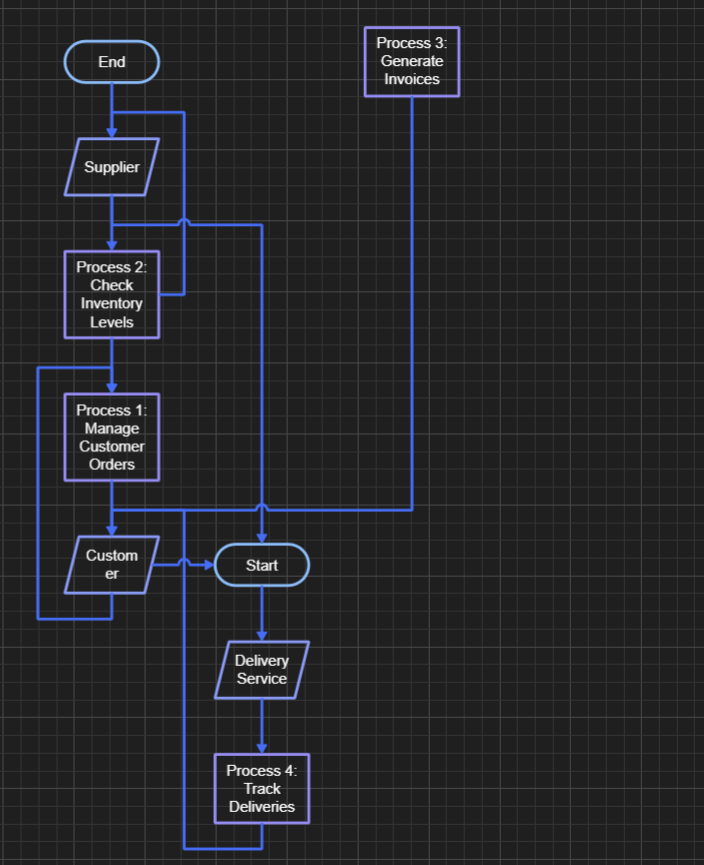 End
Process 3:
Generate
Invoices
Supplier
Process 2:
Check
Inventory
Levels
Process 1:
Manage
Customer
Orders
Custom
er
Start
Delivery
Service
Process 4:
Track
Deliveries